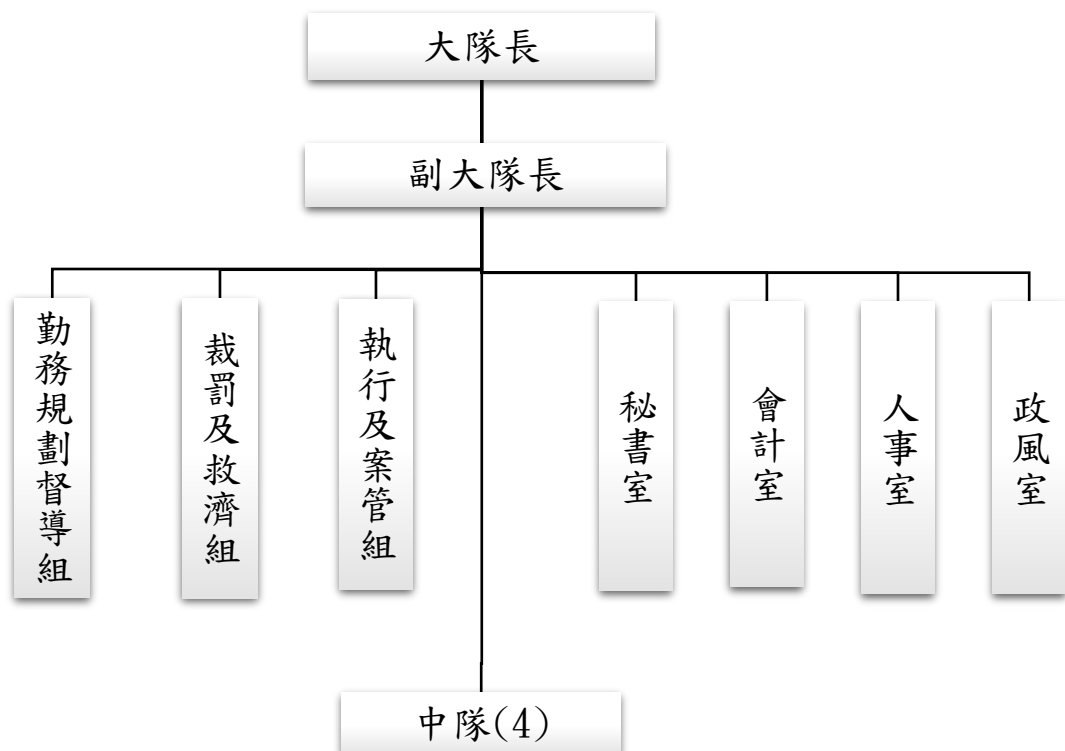 大隊長
副大隊長
勤務規劃督導組
裁罰及救濟組
執行及案管組
秘書室
會計室
人事室
政風室
中隊(4)